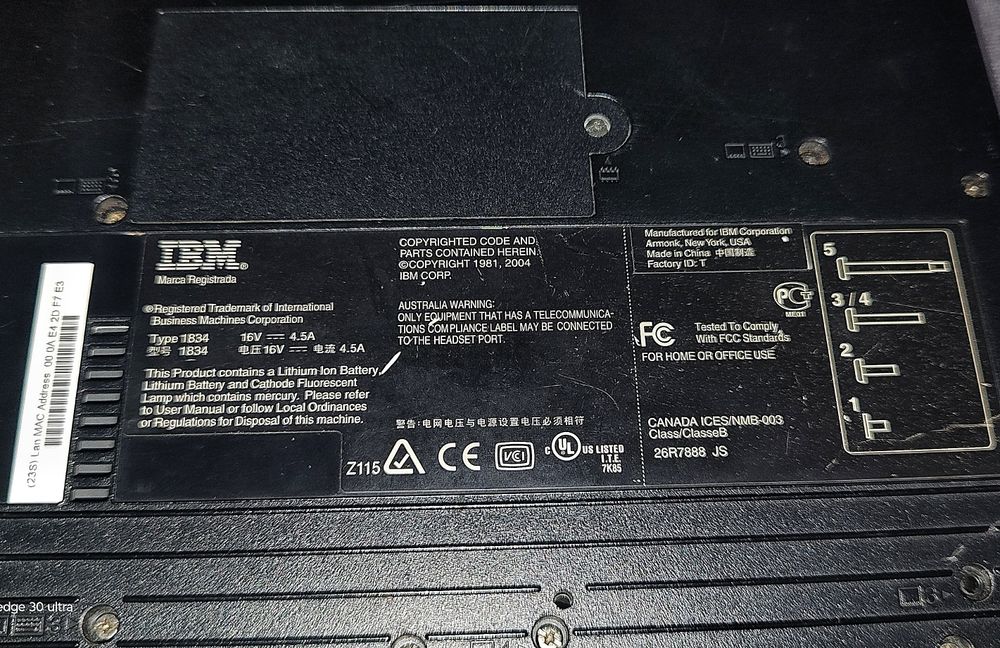 (23S) Lan MAC Address 00 0A E4 2D F7 E3
IBM®
Marca Registrada
®Registered Trademark of International
Business Machines Corporation
Type 1834 16V 4.5A
型号 1834 电压 16V 电流 4.5A
This Product contains a Lithium Ion Battery,
Lithium Battery and Cathode Fluorescent
Lamp which contains mercury. Please refer
to User Manual or follow Local Ordinances
or Regulations for Disposal of this machine.
COPYRIGHTED CODE AND
PARTS CONTAINED HEREIN.
©COPYRIGHT 1981, 2004
IBM CORP.
AUSTRALIA WARNING:
ONLY EQUIPMENT THAT HAS A TELECOMMUNICA-
TIONS COMPLIANCE LABEL MAY BE CONNECTED
TO THE HEADSET PORT.
警告:电网电压与电源设置电压必须相符
Z115 CE VCI c UL US LISTED
I.T.E.
7K85
Manufactured for IBM Corporation
Armonk, New York, USA
Made in China 中国制造
Factory ID: T
PC
ME01
FC
Tested To Comply
With FCC Standards
FOR HOME OR OFFICE USE
CANADA ICES/NMB-003
Class/ClasseB
26R7888 JS
5
3/4
2
1
edge 30 ultra